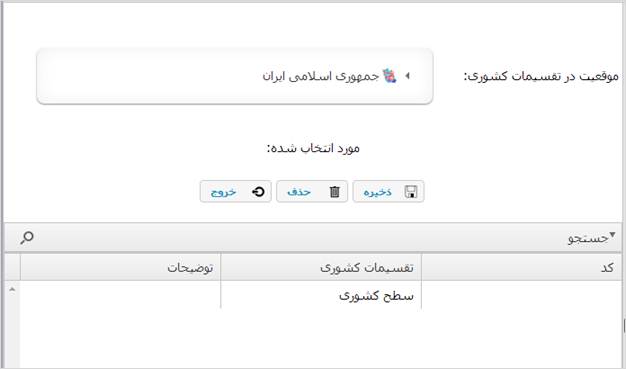 موقعیت در تقسیمات کشوری:
جمهوری اسلامی ایران
مورد انتخاب شده:
ذخیره حذف خروج
جستجو
کد تقسیمات کشوری توضیحات
سطح کشوری